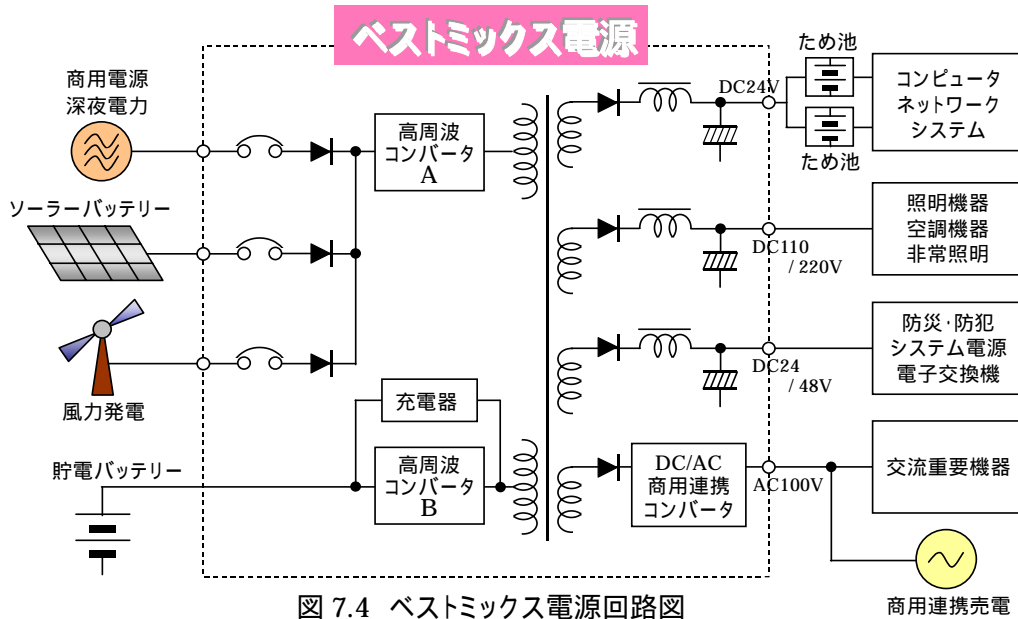 ベストミックス電源
商用電源
深夜電力
ソーラーバッテリー
風力発電
貯電バッテリー
高周波
コンバータ
A
充電器
高周波
コンバータ
B
DC/AC
商用連携
コンバータ
DC24V
DC110
/ 220V
DC24
/ 48V
AC100V
ため池
ため池
コンピュータ
ネットワーク
システム
照明機器
空調機器
非常照明
防災・防犯
システム電源
電子交換機
交流重要機器
商用連携売電
図 7.4 ベストミックス電源回路図